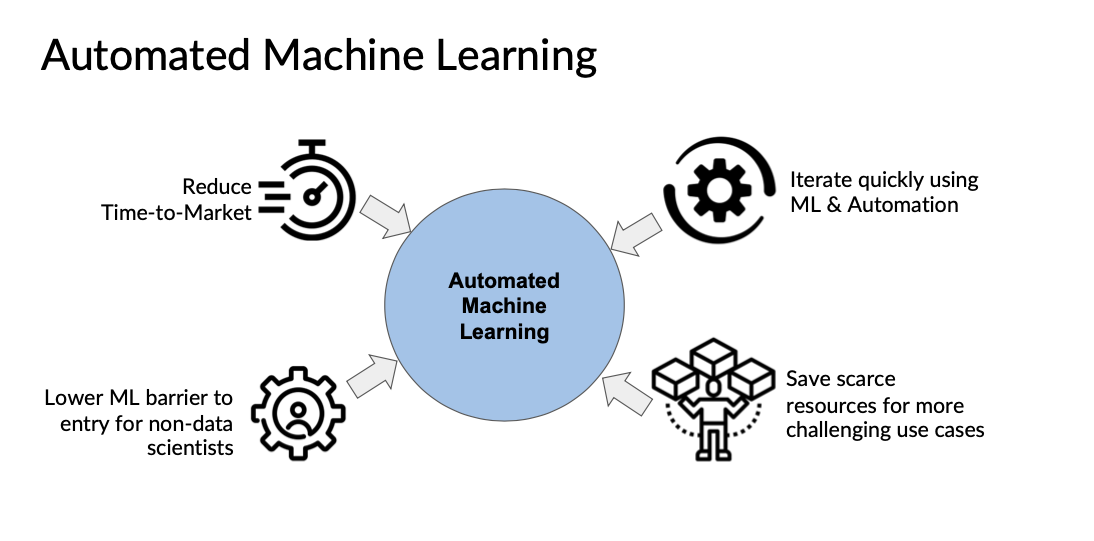 Automated Machine Learning
Reduce
Time-to-Market
Iterate quickly using
ML & Automation
Automated
Machine
Learning
Lower ML barrier to
entry for non-data
scientists
Save scarce
resources for more
challenging use cases